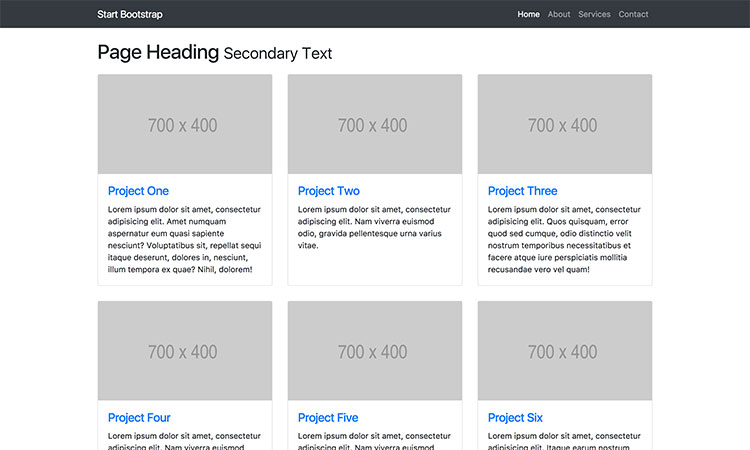 Start Bootstrap
Home About Services Contact
Page Heading Secondary Text
700 x 400
Project One
Lorem ipsum dolor sit amet, consectetur
adipisicing elit. Amet numquam
aspernatur eum quasi sapiente
nesciunt? Voluptatibus sit, repellat sequi
itaque deserunt, dolores in, nesciunt,
illum tempora ex quae? Nihil, dolorem!
700 x 400
Project Two
Lorem ipsum dolor sit amet, consectetur
adipiscing elit. Nam viverra euismod
odio, gravida pellentesque urna varius
vitae.
700 x 400
Project Three
Lorem ipsum dolor sit amet, consectetur
adipisicing elit. Quos quisquam, error
quod sed cumque, odio distinctio velit
nostrum temporibus necessitatibus et
facere atque iure perspiciatis mollitia
recusandae vero vel quam!
700 x 400
Project Four
Lorem ipsum dolor sit amet, consectetur
adipiscing elit. Nam viverra euismod
700 x 400
Project Five
Lorem ipsum dolor sit amet, consectetur
adipiscing elit. Nam viverra euismod
700 x 400
Project Six
Lorem ipsum dolor sit amet, consectetur
adipisicing elit. Itaque earum nostrum